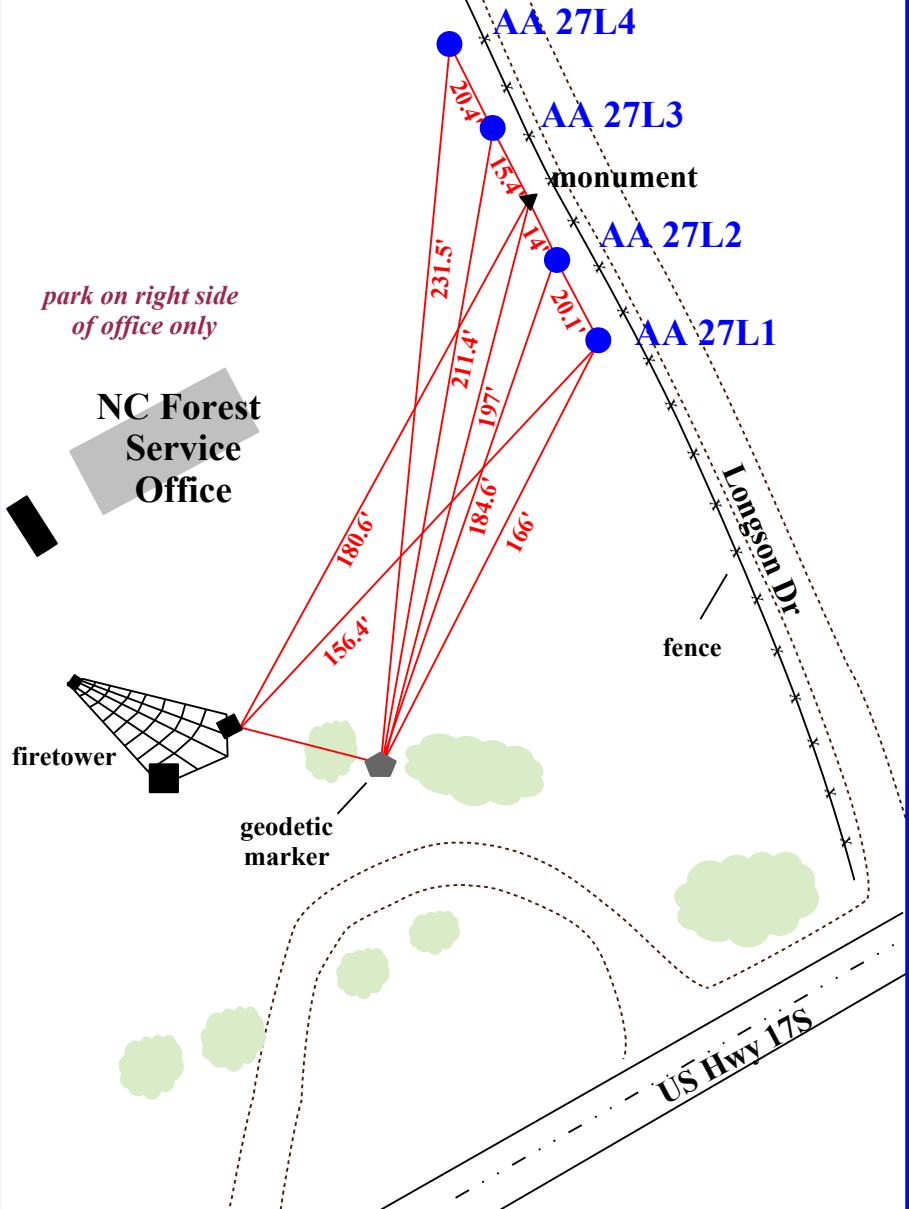 AA 27L4
20.4'
AA 27L3
15.4'
monument
14'
AA 27L2
20.1'
AA 27L1
231.5'
211.4'
197'
184.6'
166'
180.6'
156.4'
park on right side
of office only
NC Forest
Service
Office
Longson Dr
fence
firetower
geodetic
marker
US Hwy 17S